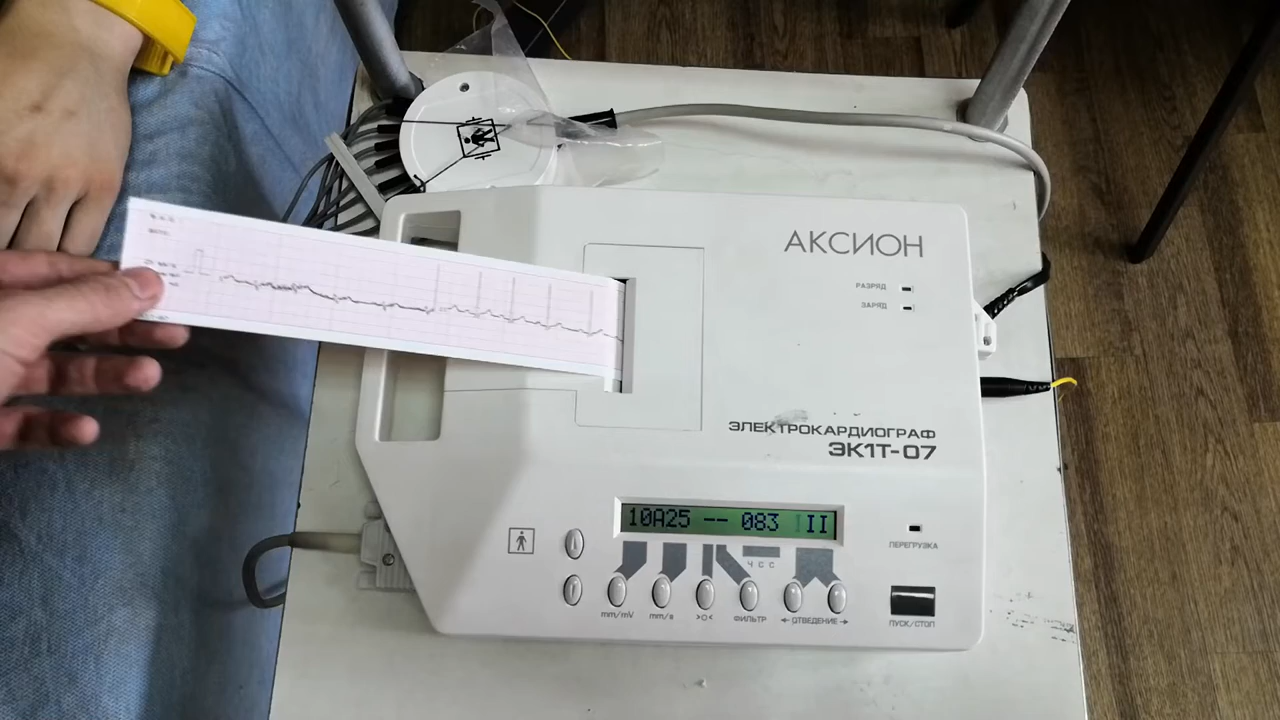 АКСИОН
РАЗРЯД
ЗАРЯД
ЭЛЕКТРОКАРДИОГРАФ
ЭК1Т-07
10A25 -- 083 II
ПЕРЕГРУЗКА
ЧСС
mm/mV mm/s >O< ФИЛЬТР ← ОТВЕДЕНИЕ → ПУСК/СТОП